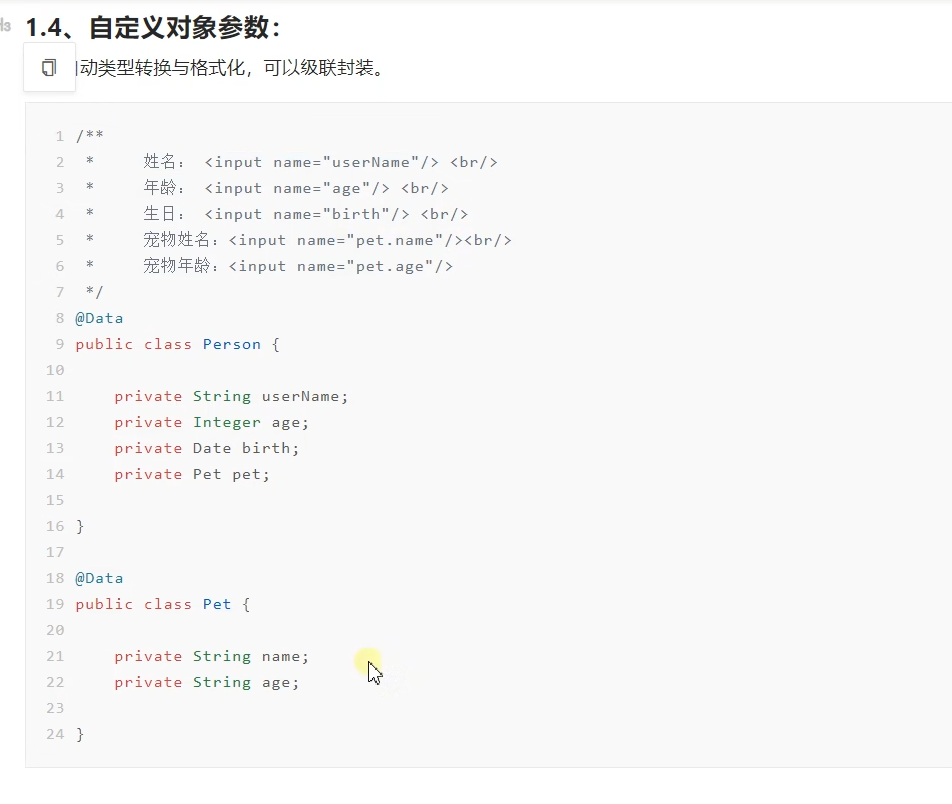 1.4、自定义对象参数：
动类型转换与格式化，可以级联封装。
1 /**
2 *     姓名： <input name="userName"/> <br/>
3 *     年龄： <input name="age"/> <br/>
4 *     生日： <input name="birth"/> <br/>
5 *     宠物姓名：<input name="pet.name"/><br/>
6 *     宠物年龄：<input name="pet.age"/>
7 */
8 @Data
9 public class Person {
10
11     private String userName;
12     private Integer age;
13     private Date birth;
14     private Pet pet;
15
16 }
17
18 @Data
19 public class Pet {
20
21     private String name;
22     private String age;
23
24 }